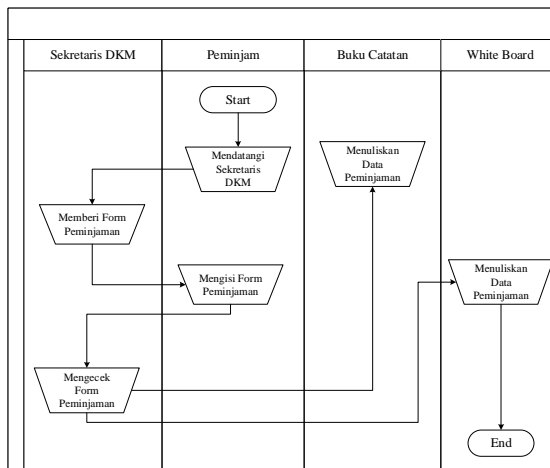 Sekretaris DKM
Peminjam
Buku Catatan
White Board
Start
Mendatangi
Sekretaris
DKM
Menuliskan
Data
Peminjaman
Memberi Form
Peminjaman
Mengisi Form
Peminjaman
Menuliskan
Data
Peminjaman
Mengecek
Form
Peminjaman
End